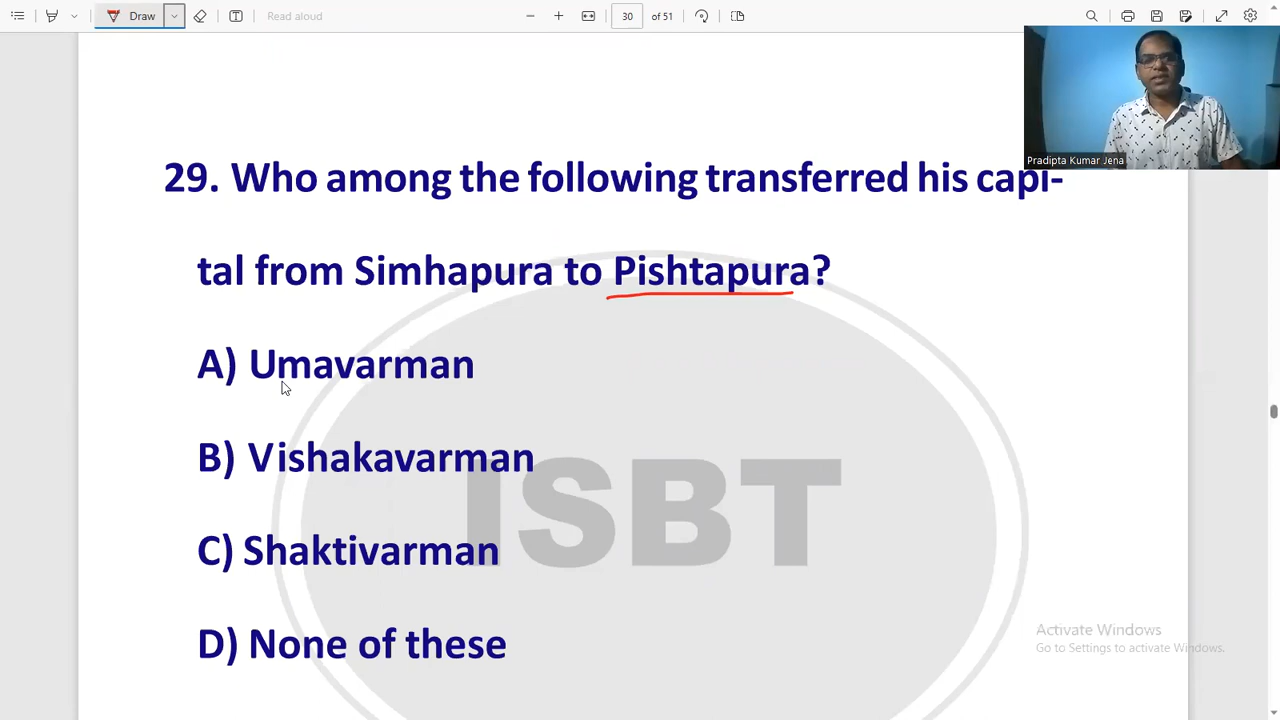 Draw
Read aloud
30 of 51
Pradipta Kumar Jena
29. Who among the following transferred his capi-
tal from Simhapura to Pishtapura?
A) Umavarman
B) Vishakavarman
C) Shaktivarman
D) None of these
ISBT
Activate Windows
Go to Settings to activate Windows.